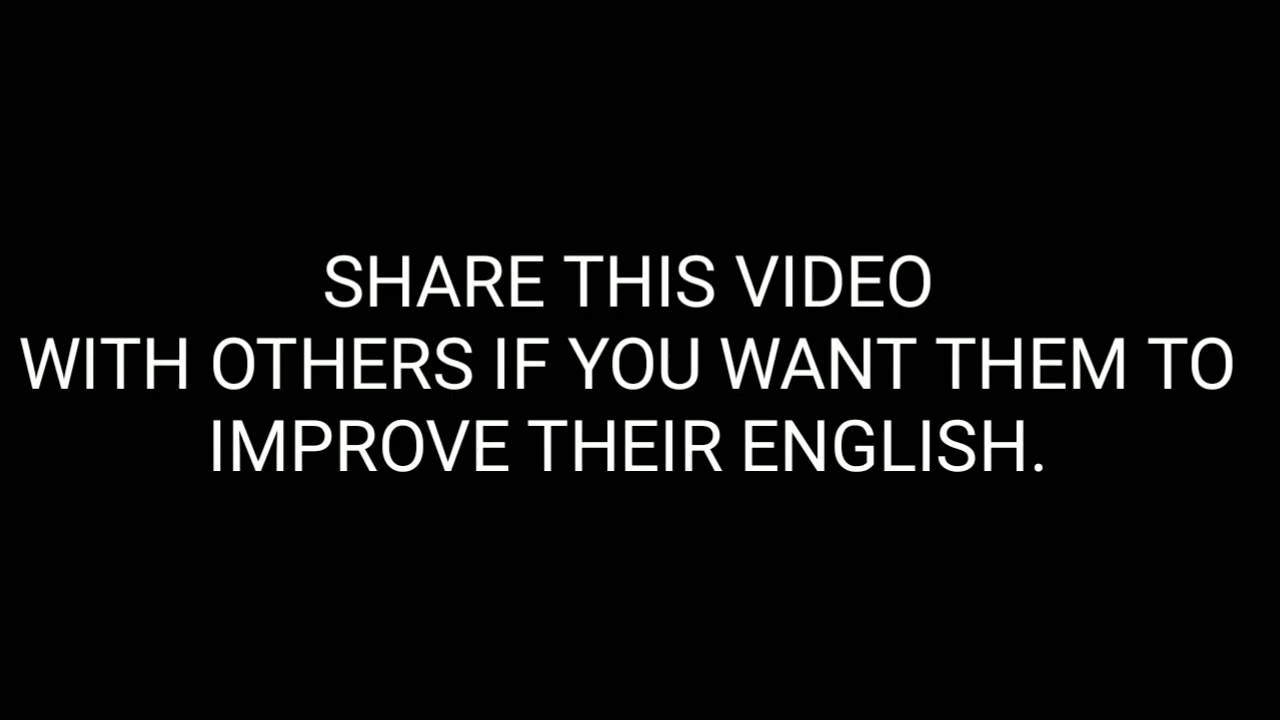 SHARE THIS VIDEO
WITH OTHERS IF YOU WANT THEM TO
IMPROVE THEIR ENGLISH.